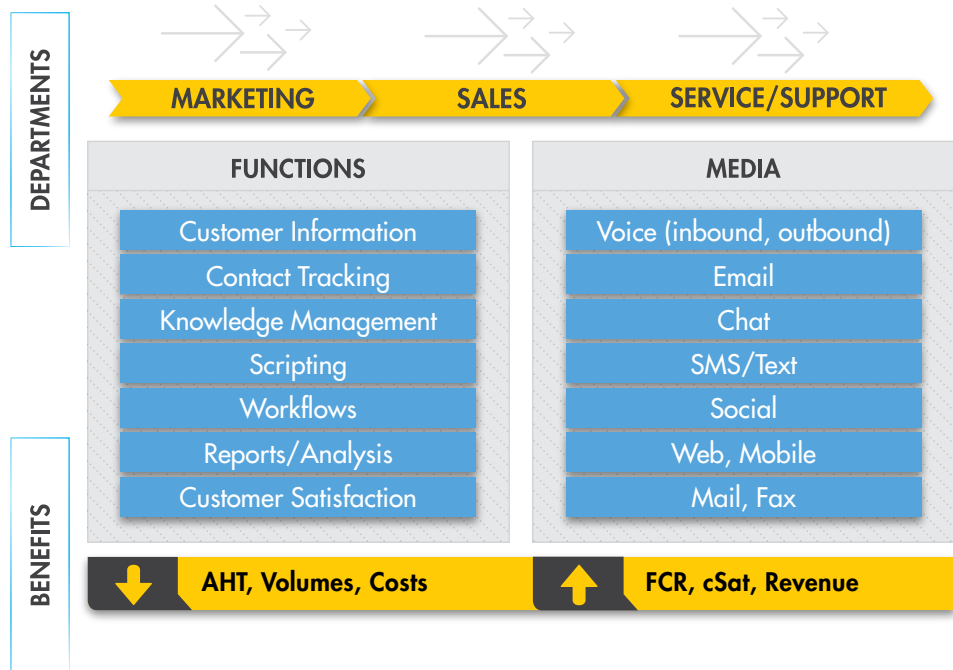 DEPARTMENTS
MARKETING
SALES
SERVICE/SUPPORT
FUNCTIONS
Customer Information
Contact Tracking
Knowledge Management
Scripting
Workflows
Reports/Analysis
Customer Satisfaction
MEDIA
Voice (inbound, outbound)
Email
Chat
SMS/Text
Social
Web, Mobile
Mail, Fax
BENEFITS
AHT, Volumes, Costs
FCR, cSat, Revenue